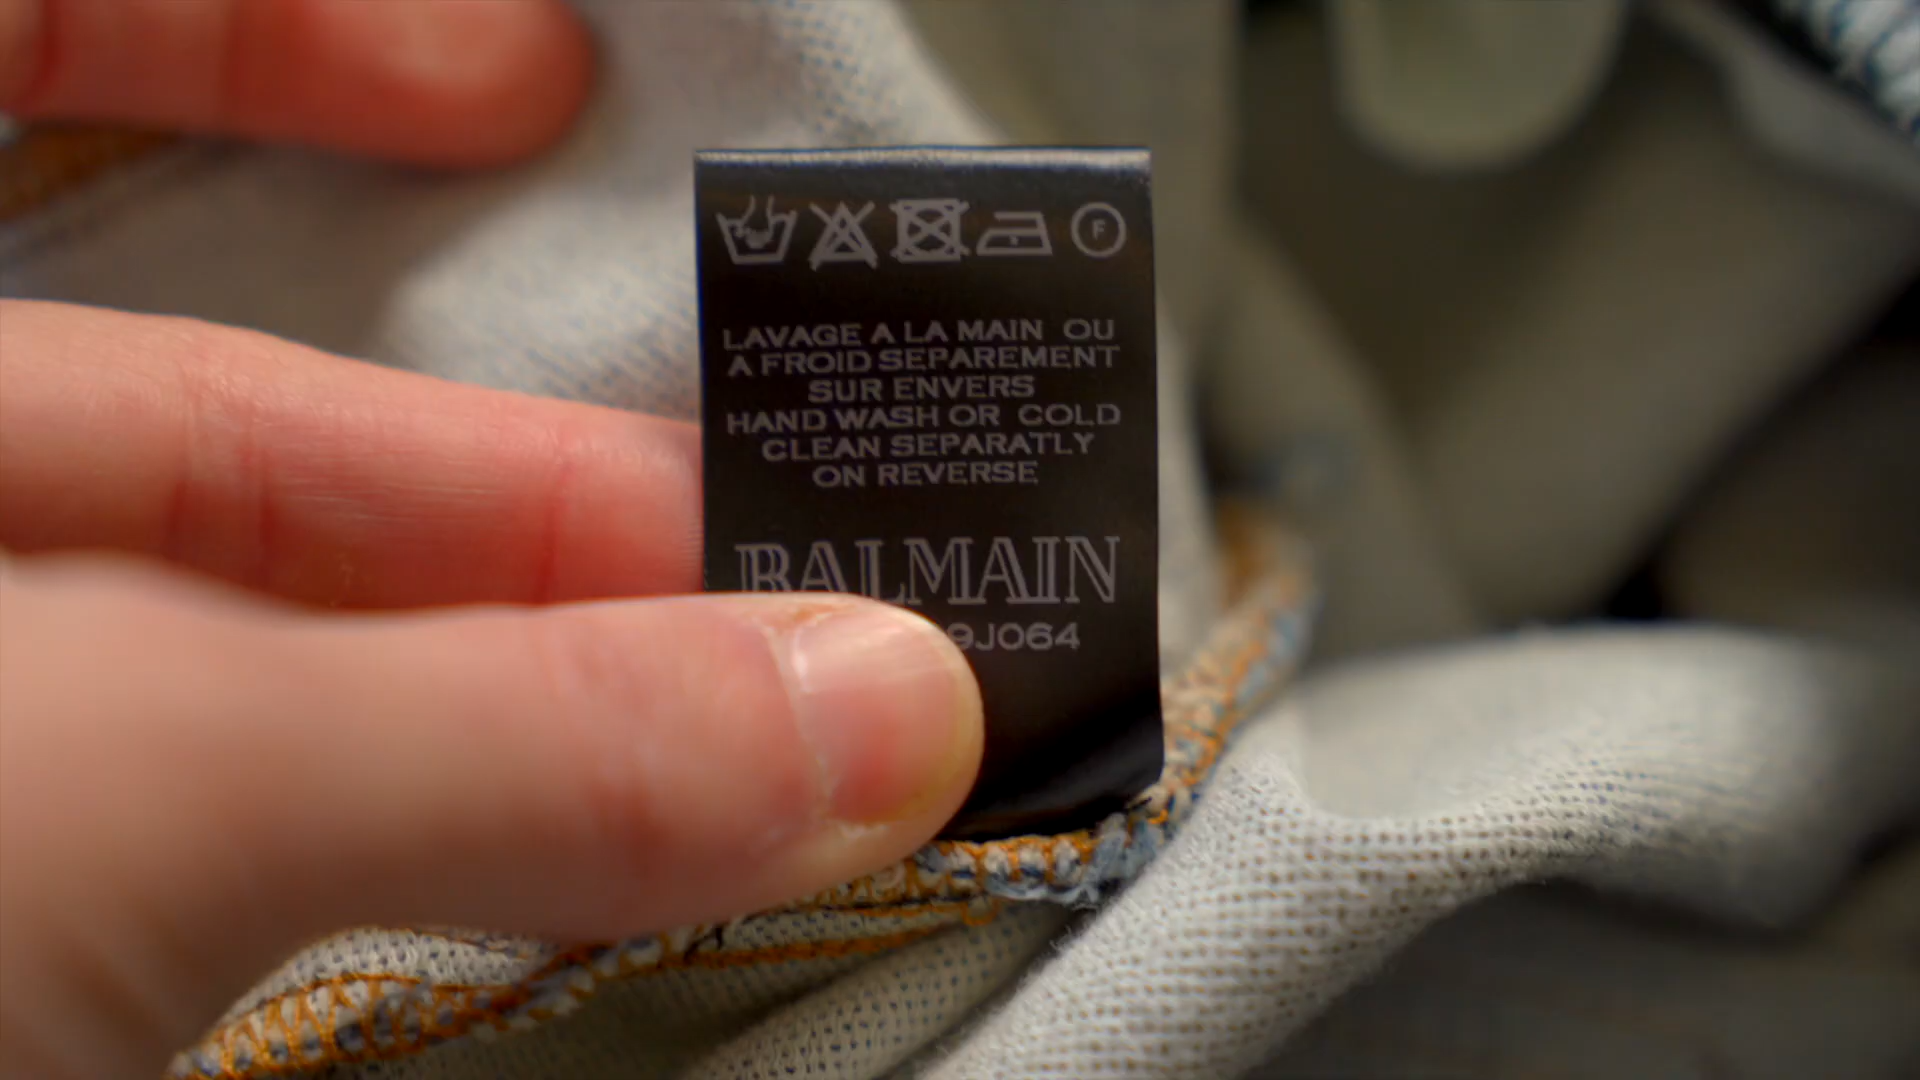 F
LAVAGE A LA MAIN OU
A FROID SEPAREMENT
SUR ENVERS
HAND WASH OR COLD
CLEAN SEPARATLY
ON REVERSE
BALMAIN
9J064